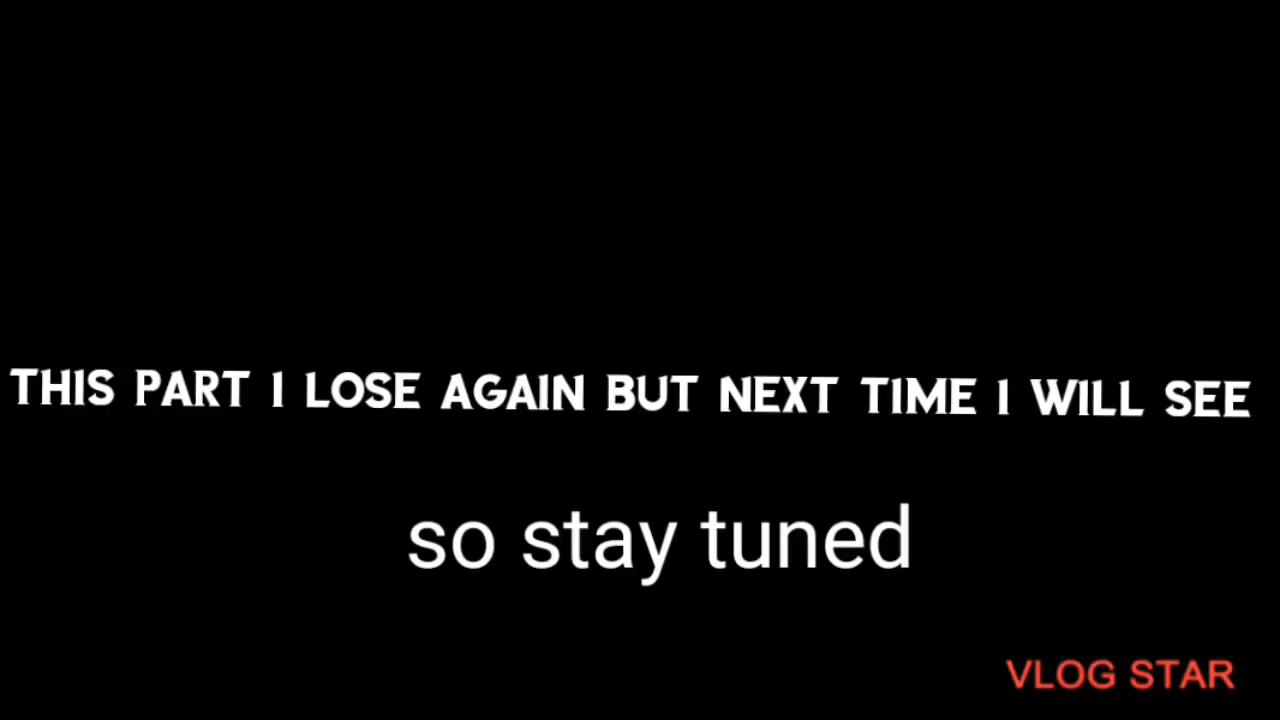 THIS PART I LOSE AGAIN BUT NEXT TIME I WILL SEE
so stay tuned
VLOG STAR